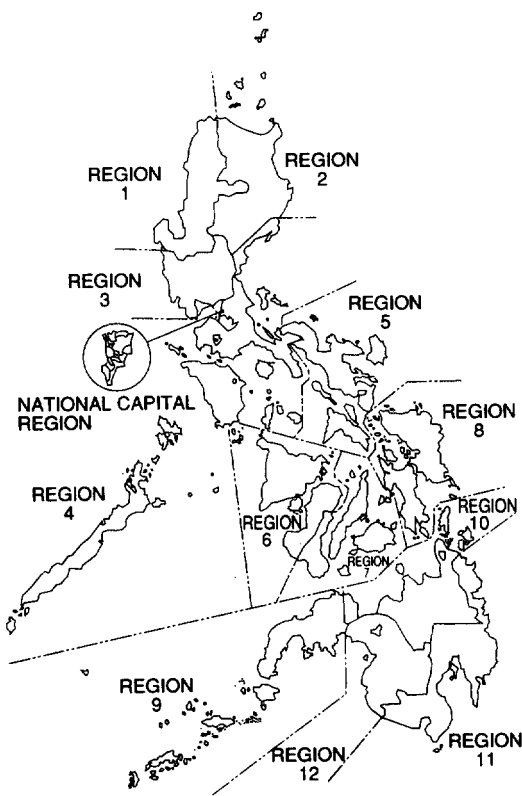 REGION
1
REGION
2
REGION
3
REGION
5
NATIONAL CAPITAL
REGION
REGION
8
REGION
4
REGION
10
REGION
6
REGION
7
REGION
9
REGION
12
REGION
11